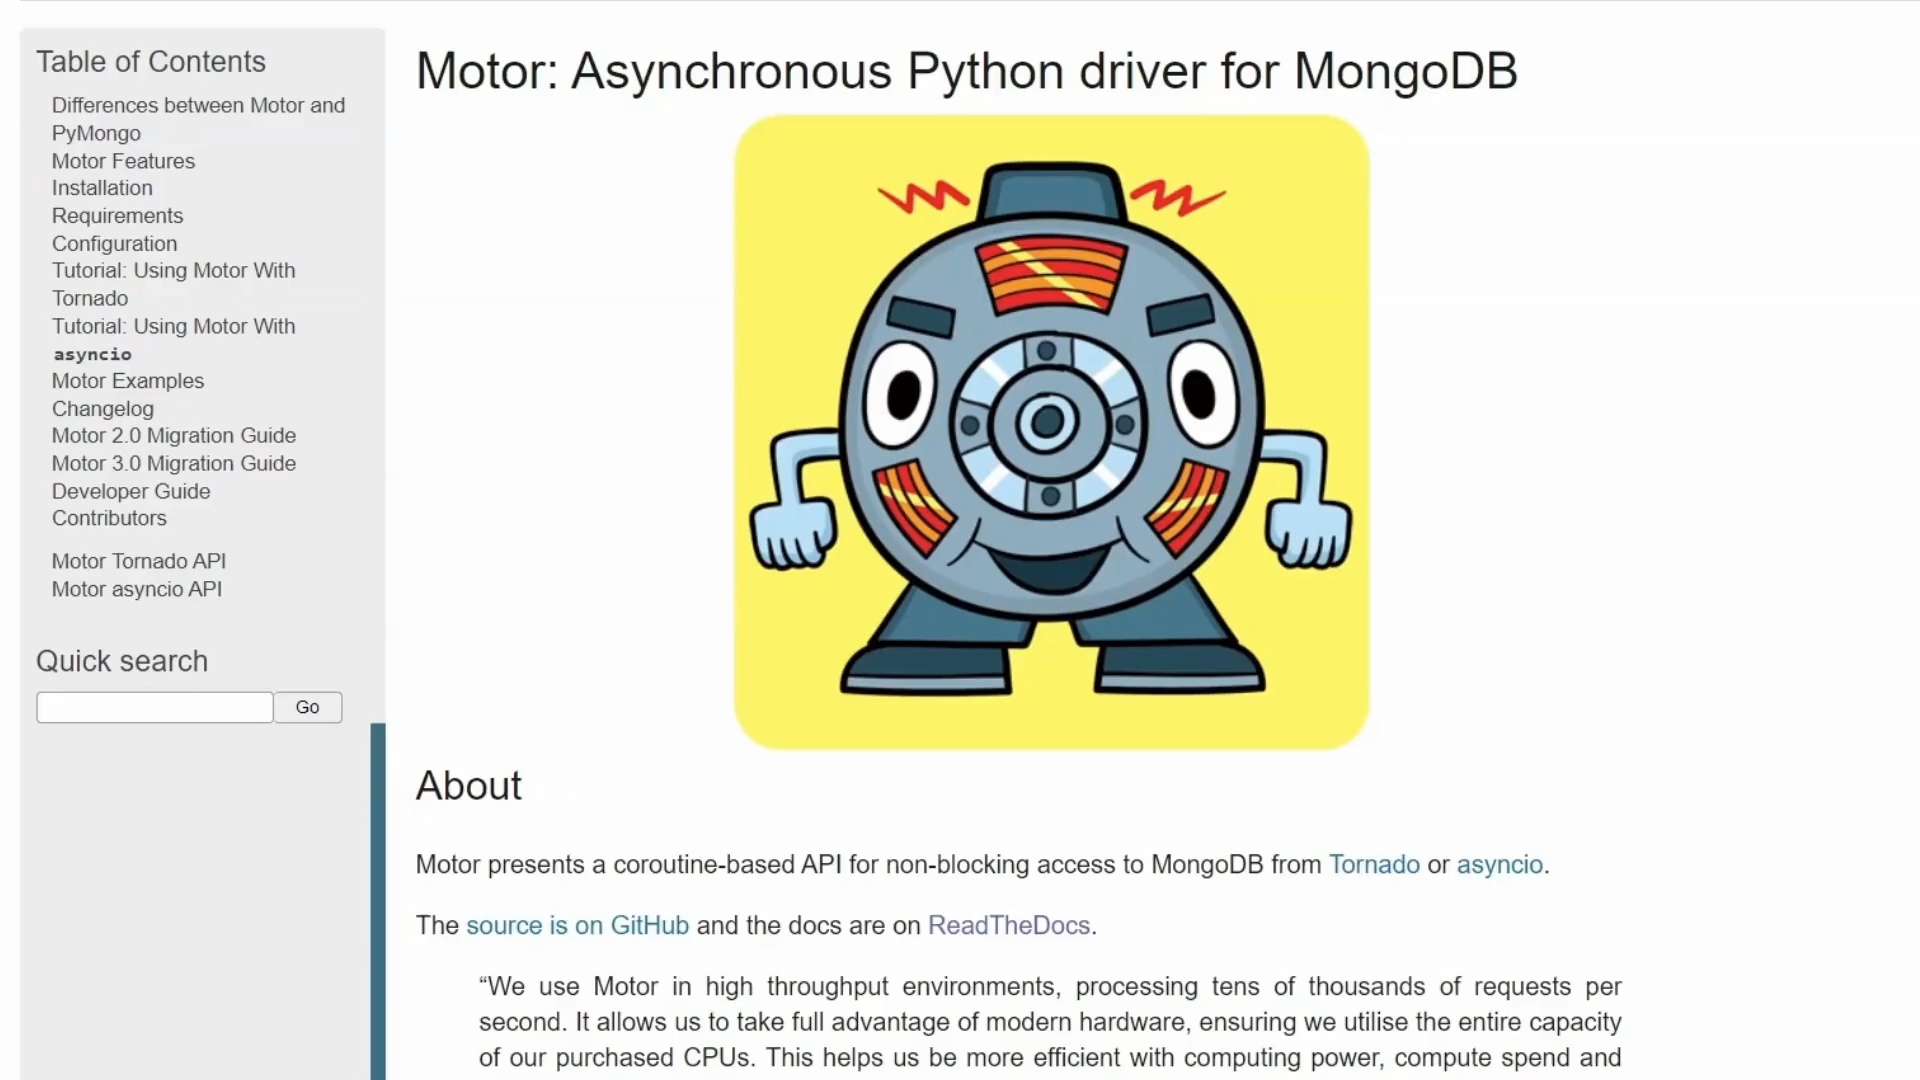 Table of Contents
Differences between Motor and
PyMongo
Motor Features
Installation
Requirements
Configuration
Tutorial: Using Motor With
Tornado
Tutorial: Using Motor With
asyncio
Motor Examples
Changelog
Motor 2.0 Migration Guide
Motor 3.0 Migration Guide
Developer Guide
Contributors
Motor Tornado API
Motor asyncio API
Quick search
Go
Motor: Asynchronous Python driver for MongoDB
About
Motor presents a coroutine-based API for non-blocking access to MongoDB from Tornado or asyncio.
The source is on GitHub and the docs are on ReadTheDocs.
“We use Motor in high throughput environments, processing tens of thousands of requests per
second. It allows us to take full advantage of modern hardware, ensuring we utilise the entire capacity
of our purchased CPUs. This helps us be more efficient with computing power, compute spend and